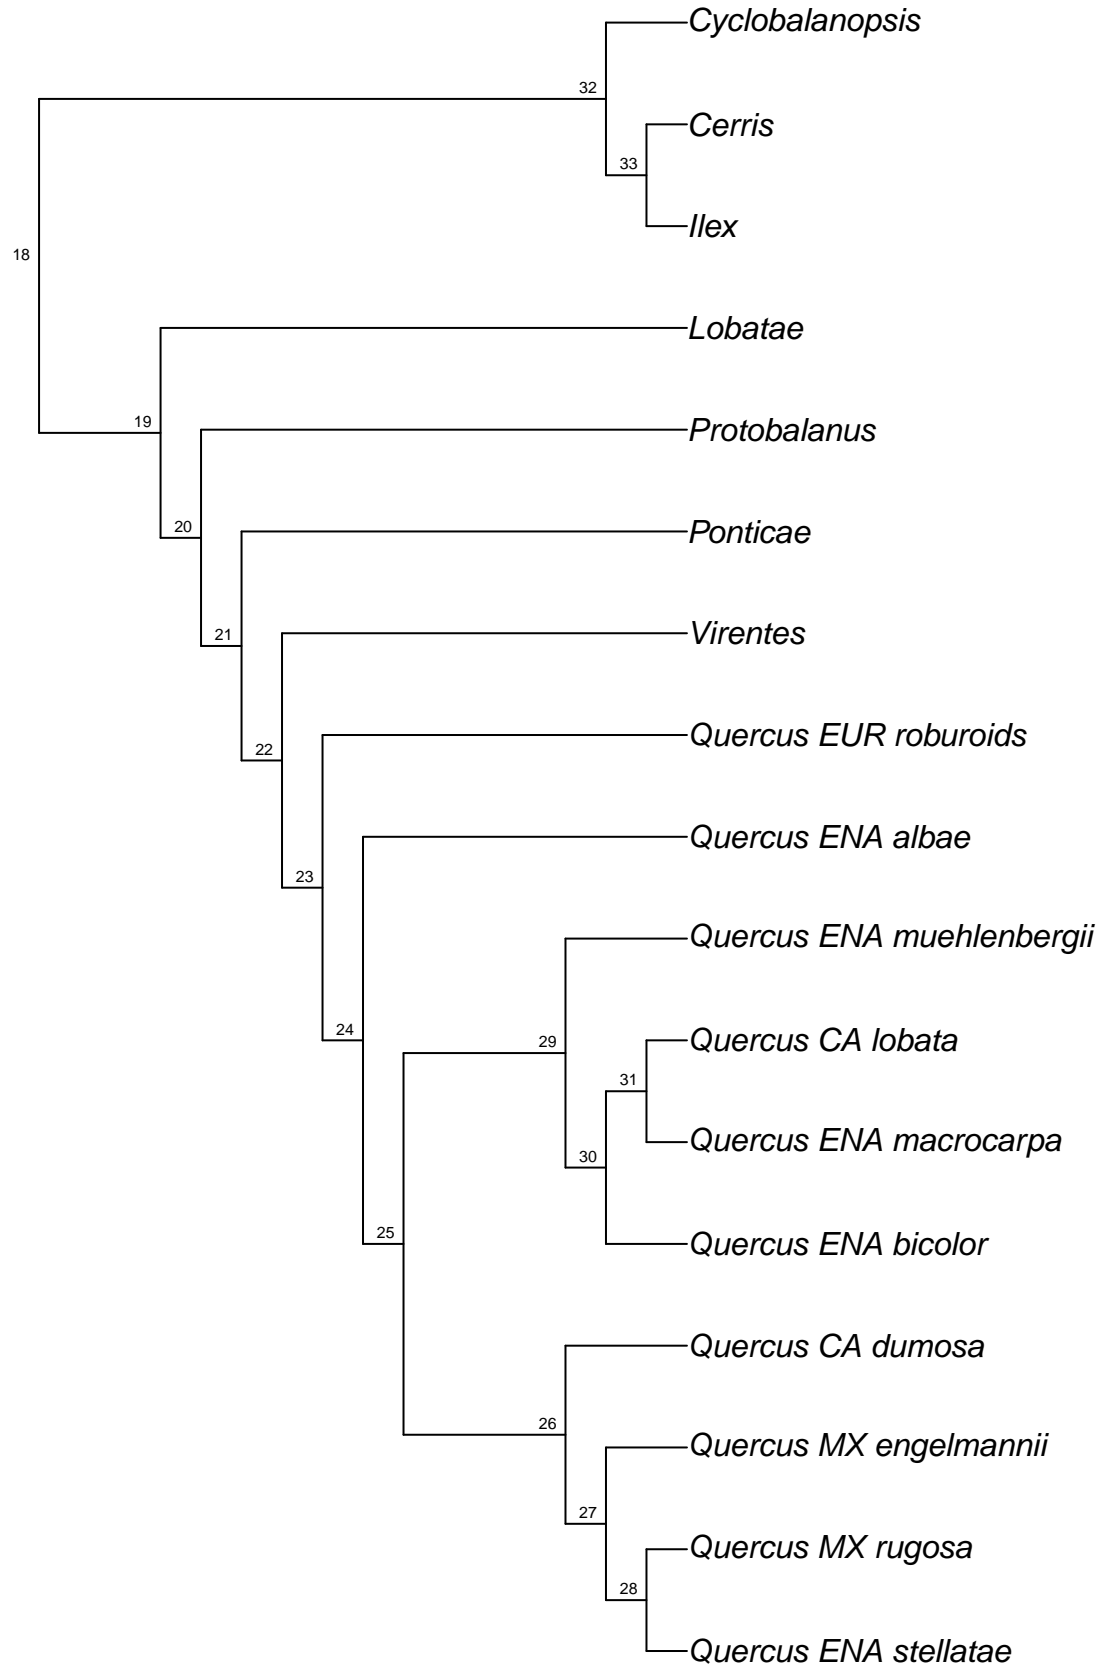 Cyclobalanopsis
32
Cerris
33
Ilex
18
Lobatae
19
Protobalanus
20
Ponticae
21
Virentes
22
Quercus EUR roburoids
Quercus ENA albae
23
Quercus ENA muehlenbergii
24
29
Quercus CA lobata
31
Quercus ENA macrocarpa
30
25
Quercus ENA bicolor
Quercus CA dumosa
26
Quercus MX engelmannii
27
Quercus MX rugosa
28
Quercus ENA stellatae